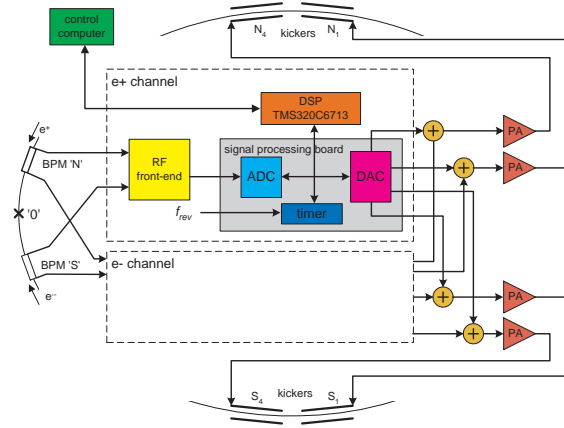 control
computer
N4 kickers N1
e+ channel
DSP
TMS320C6713
e+
BPM 'N'
RF
front-end
signal processing board
ADC
DAC
timer
frev
'0'
BPM 'S'
e--
e- channel
+
PA
+
PA
+
PA
+
PA
S4 kickers S1